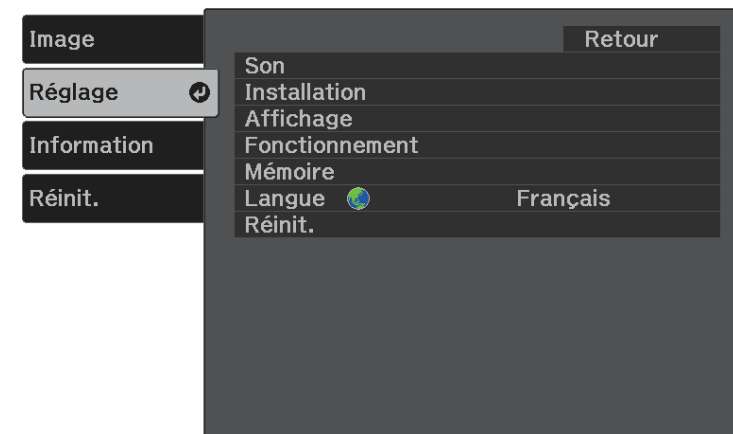 Image
Réglage
Information
Réinit.
Retour
Son
Installation
Affichage
Fonctionnement
Mémoire
Langue Français
Réinit.